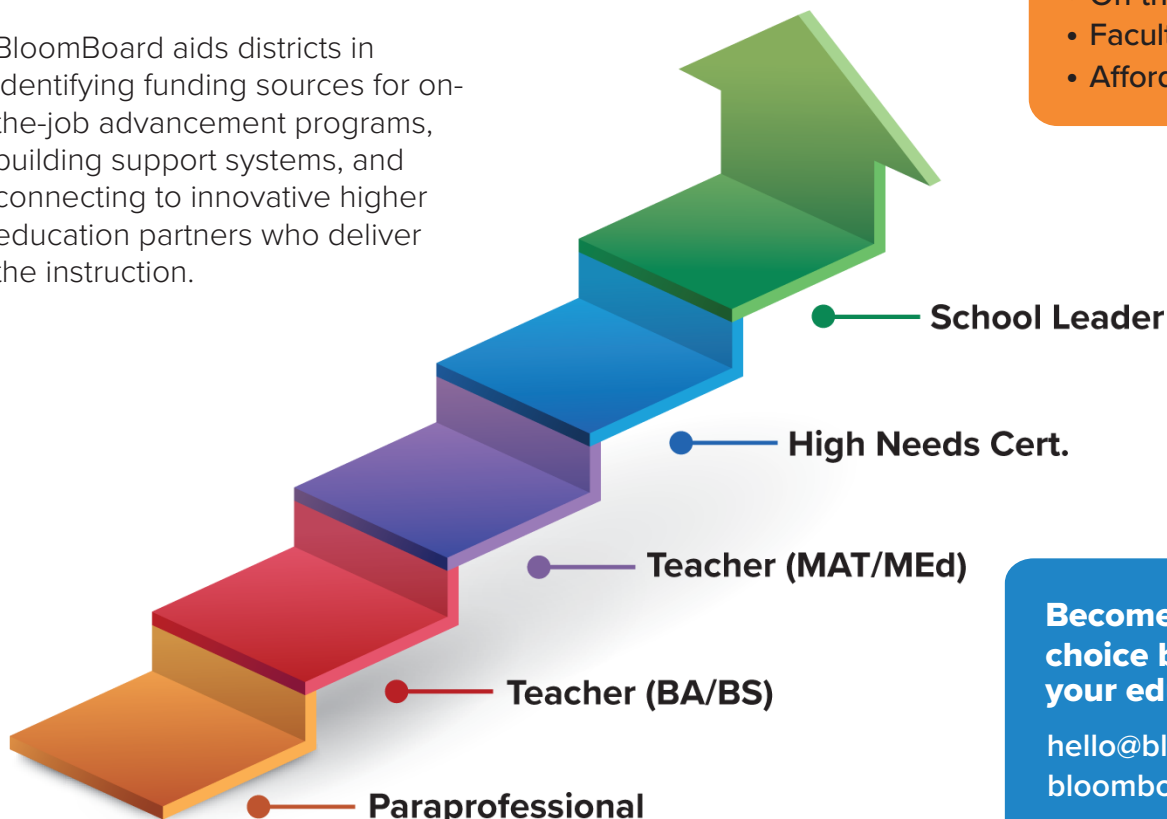 BloomBoard aids districts in
identifying funding sources for on-
the-job advancement programs,
building support systems, and
connecting to innovative higher
education partners who deliver
the instruction.
• Facult
• Afford
School Leader
High Needs Cert.
Teacher (MAT/MEd)
Teacher (BA/BS)
Paraprofessional
Become
choice b
your ed
hello@bl
bloombo